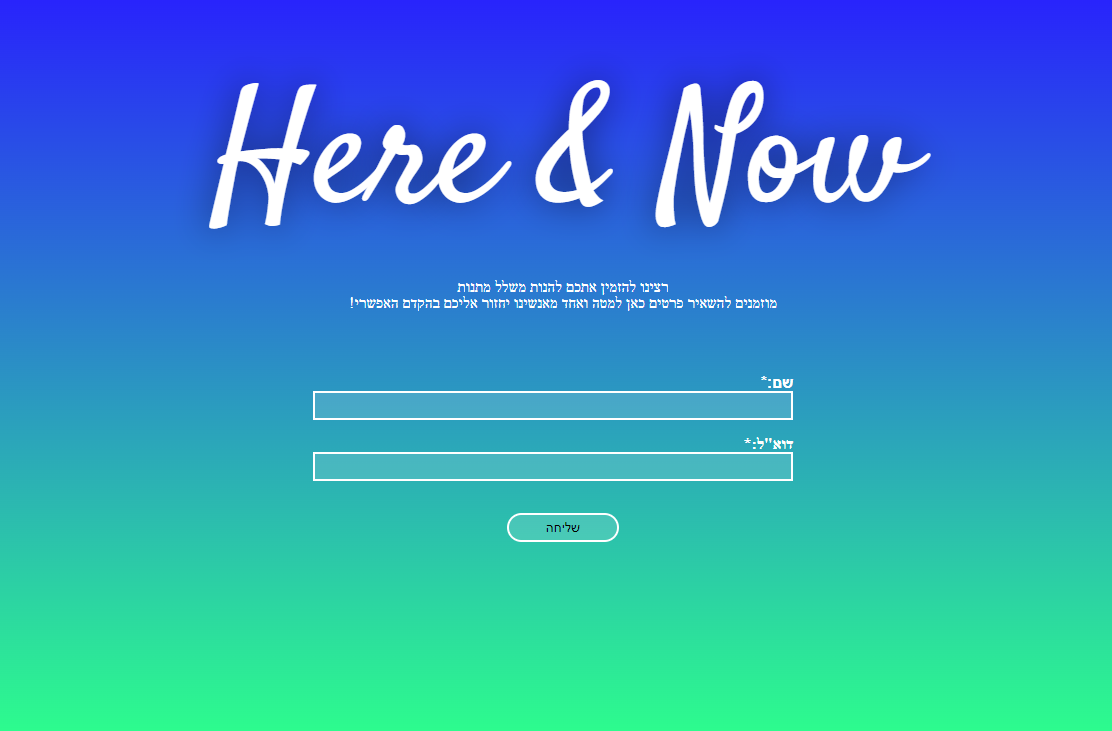 Here & Now
רצינו להזמין אתכם להנות משלל מתנות
מוזמנים להשאיר פרטים כאן למטה ואחד מאנשינו יחזור אליכם בהקדם האפשרי!
שם:*
דוא"ל:*
שליחה